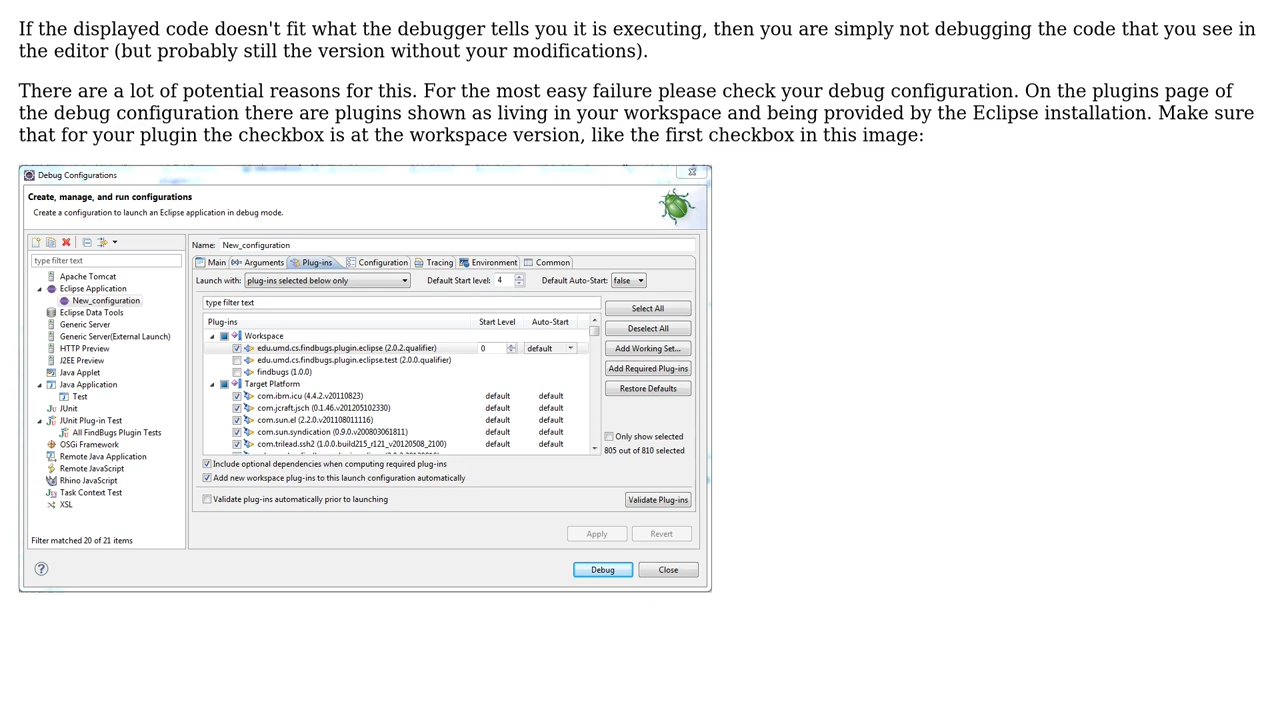 If the displayed code doesn't fit what the debugger tells you it is executing, then you are simply not debugging the code that you see in
the editor (but probably still the version without your modifications).
There are a lot of potential reasons for this. For the most easy failure please check your debug configuration. On the plugins page of
the debug configuration there are plugins shown as living in your workspace and being provided by the Eclipse installation. Make sure
that for your plugin the checkbox is at the workspace version, like the first checkbox in this image:
Debug Configurations
Create, manage, and run configurations
Create a configuration to launch an Eclipse application in debug mode.
type filter text
Apache Tomcat
Eclipse Application
New_configuration
Eclipse Data Tools
Generic Server
Generic Server(External Launch)
HTTP Preview
J2EE Preview
Java Applet
Java Application
Test
JUnit
JUnit Plug-in Test
All FindBugs Plugin Tests
OSGi Framework
Remote Java Application
Remote JavaScript
Rhino JavaScript
Task Context Test
XSL
Filter matched 20 of 21 items
Name: New_configuration
Main Arguments Plug-ins Configuration Tracing Environment Common
Launch with: plug-ins selected below only Default Start level: 4 Default Auto-Start: false
type filter text
Plug-ins Start Level Auto-Start
Workspace
edu.umd.cs.findbugs.plugin.eclipse (2.0.2.qualifier) 0 default
edu.umd.cs.findbugs.plugin.eclipse.test (2.0.0.qualifier)
findbugs (1.0.0)
Target Platform
com.ibm.icu (4.4.2.v20110823) default default
com.jcraft.jsch (0.1.46.v201205102330) default default
com.sun.el (2.2.0.v201108011116) default default
com.sun.syndication (0.9.0.v200803061811) default default
com.trilead.ssh2 (1.0.0.build215_r121_v20120508_2100) default default
Select All
Deselect All
Add Working Set...
Add Required Plug-ins
Restore Defaults
Only show selected
805 out of 810 selected
Include optional dependencies when computing required plug-ins
Add new workspace plug-ins to this launch configuration automatically
Validate plug-ins automatically prior to launching Validate Plug-ins
Apply Revert
Debug Close